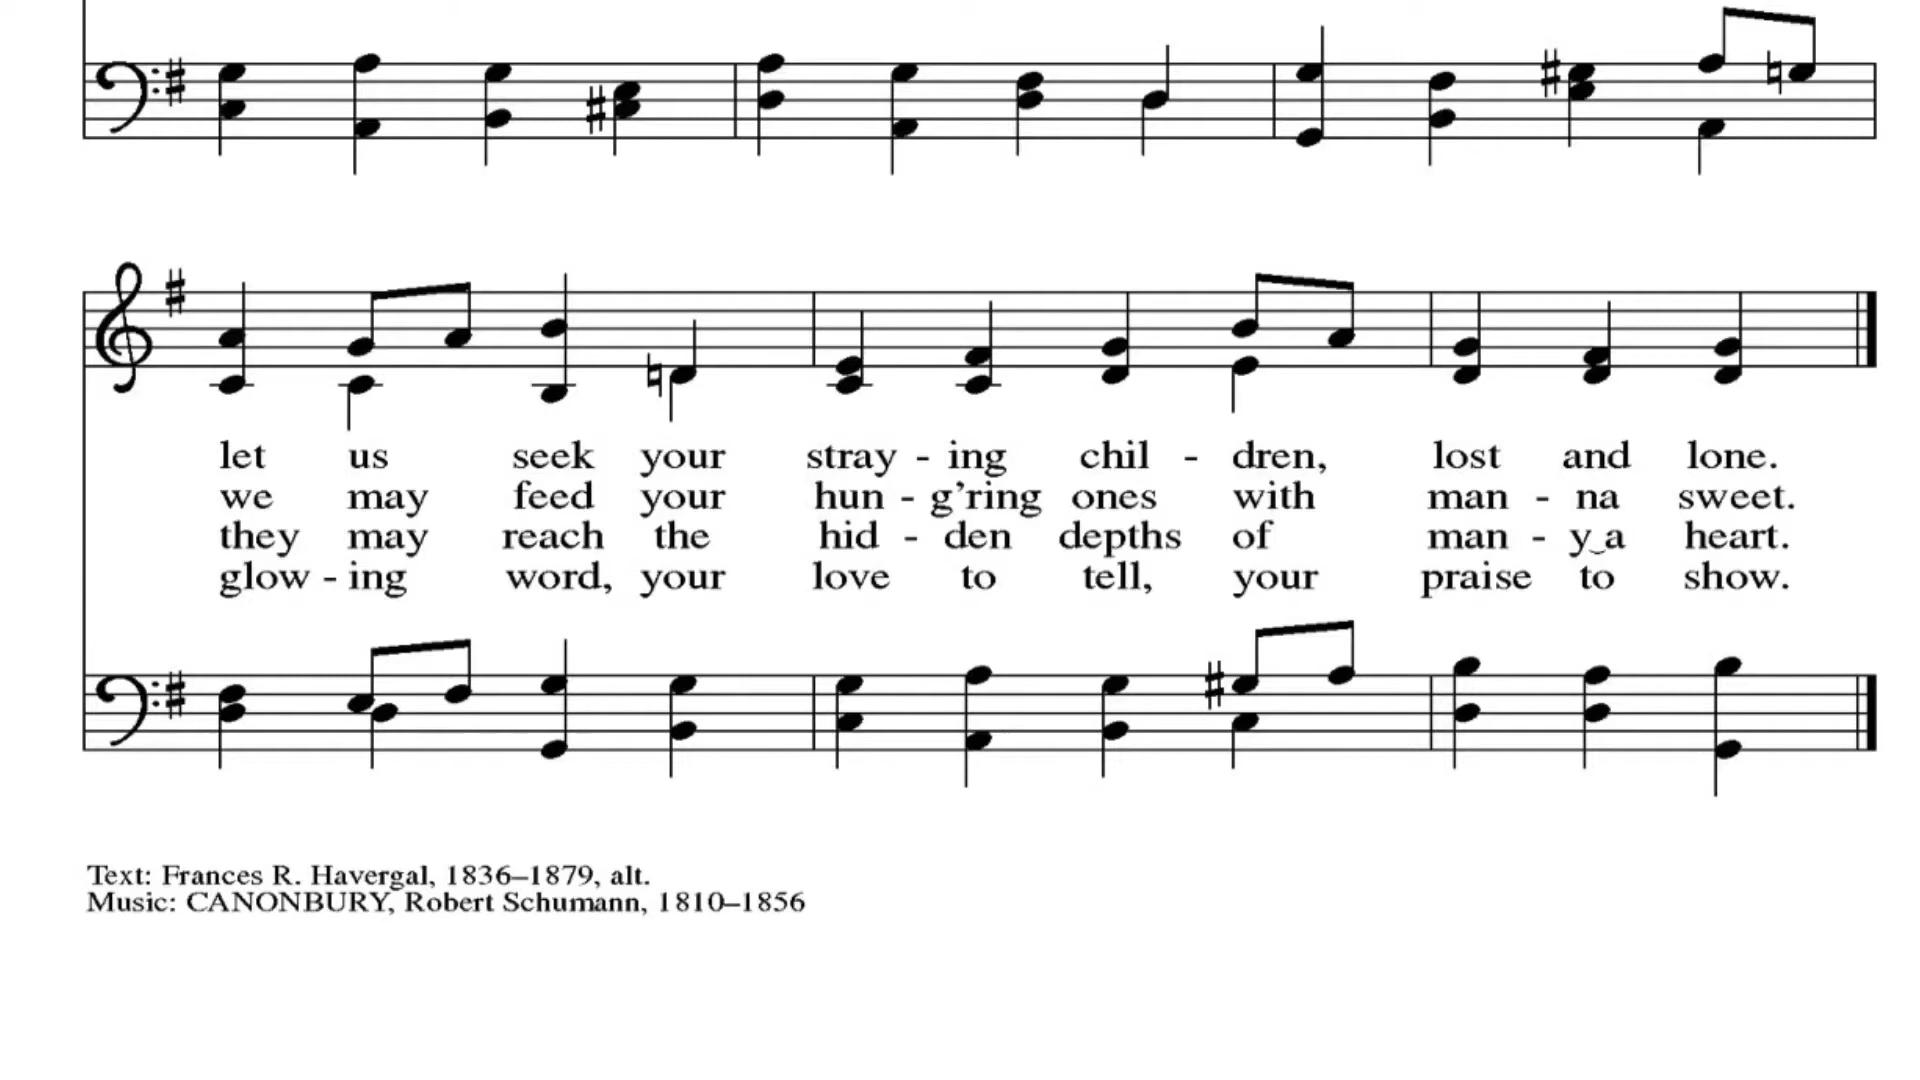 let us seek your stray - ing chil - dren, lost and lone.
we may feed your hun - g’ring ones with man - na sweet.
they may reach the hid - den depths of man - y‿a heart.
glow - ing word, your love to tell, your praise to show.
Text: Frances R. Havergal, 1836–1879, alt.
Music: CANONBURY, Robert Schumann, 1810–1856